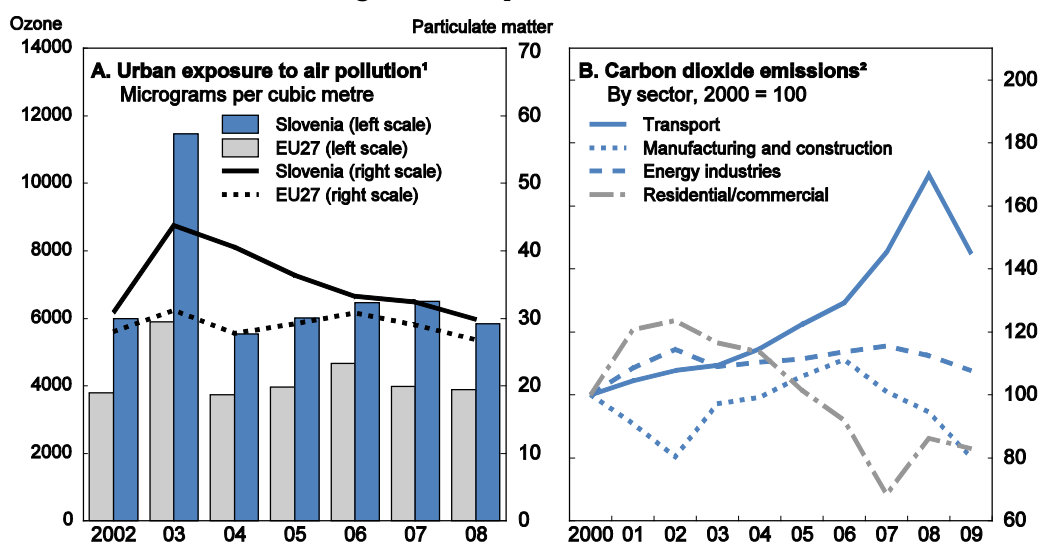 Ozone
Particulate matter
A. Urban exposure to air pollution¹
Micrograms per cubic metre
Slovenia (left scale)
EU27 (left scale)
Slovenia (right scale)
EU27 (right scale)
14000
12000
10000
8000
6000
4000
2000
0
70
60
50
40
30
20
10
0
2002 03 04 05 06 07 08
B. Carbon dioxide emissions²
By sector, 2000 = 100
Transport
Manufacturing and construction
Energy industries
Residential/commercial
200
180
160
140
120
100
80
60
2000 01 02 03 04 05 06 07 08 09